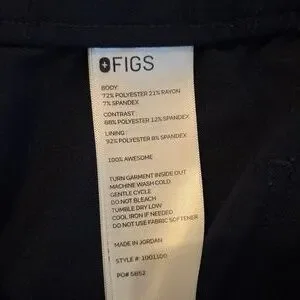 FIGS
BODY:
72% POLYESTER 21% RAYON
7% SPANDEX
CONTRAST:
88% POLYESTER 12% SPANDEX
LINING:
92% POLYESTER 8% SPANDEX
100% AWESOME
TURN GARMENT INSIDE OUT
MACHINE WASH COLD
GENTLE CYCLE
DO NOT BLEACH
TUMBLE DRY LOW
COOL IRON IF NEEDED
DO NOT USE FABRIC SOFTENER
MADE IN JORDAN
STYLE #:
PO# 5852